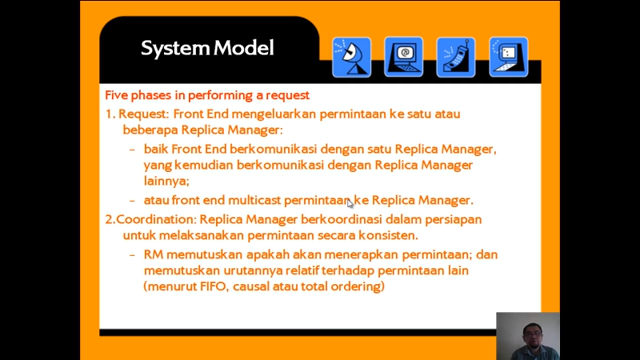 System Model
Five phases in performing a request
1. Request: Front End mengeluarkan permintaan ke satu atau
beberapa Replica Manager:
– baik Front End berkomunikasi dengan satu Replica Manager,
yang kemudian berkomunikasi dengan Replica Manager
lainnya;
– atau front end multicast permintaan ke Replica Manager.
2.Coordination: Replica Manager berkoordinasi dalam persiapan
untuk melaksanakan permintaan secara konsisten.
– RM memutuskan apakah akan menerapkan permintaan; dan
memutuskan urutannya relatif terhadap permintaan lain
(menurut FIFO, causal atau total ordering)